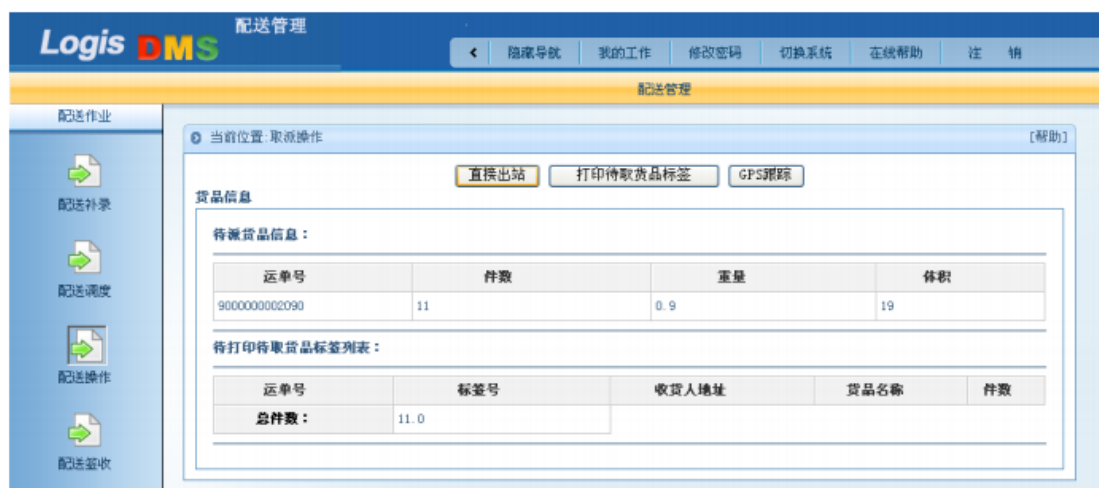 Logis DMS 配送管理
隐藏导航 我的工作 修改密码 切换系统 在线帮助 注 销
配送管理
配送作业
当前位置:取派操作 [帮助]
直接出站 打印待取货品标签 GPS跟踪
配送补录
货品信息
待派货品信息：
运单号 件数 重量 体积
配送调度
9000000002090 11 0.9 19
待打印待取货品标签列表：
配送操作
运单号 标签号 收货人地址 货品名称 件数
总件数： 11.0
配送签收